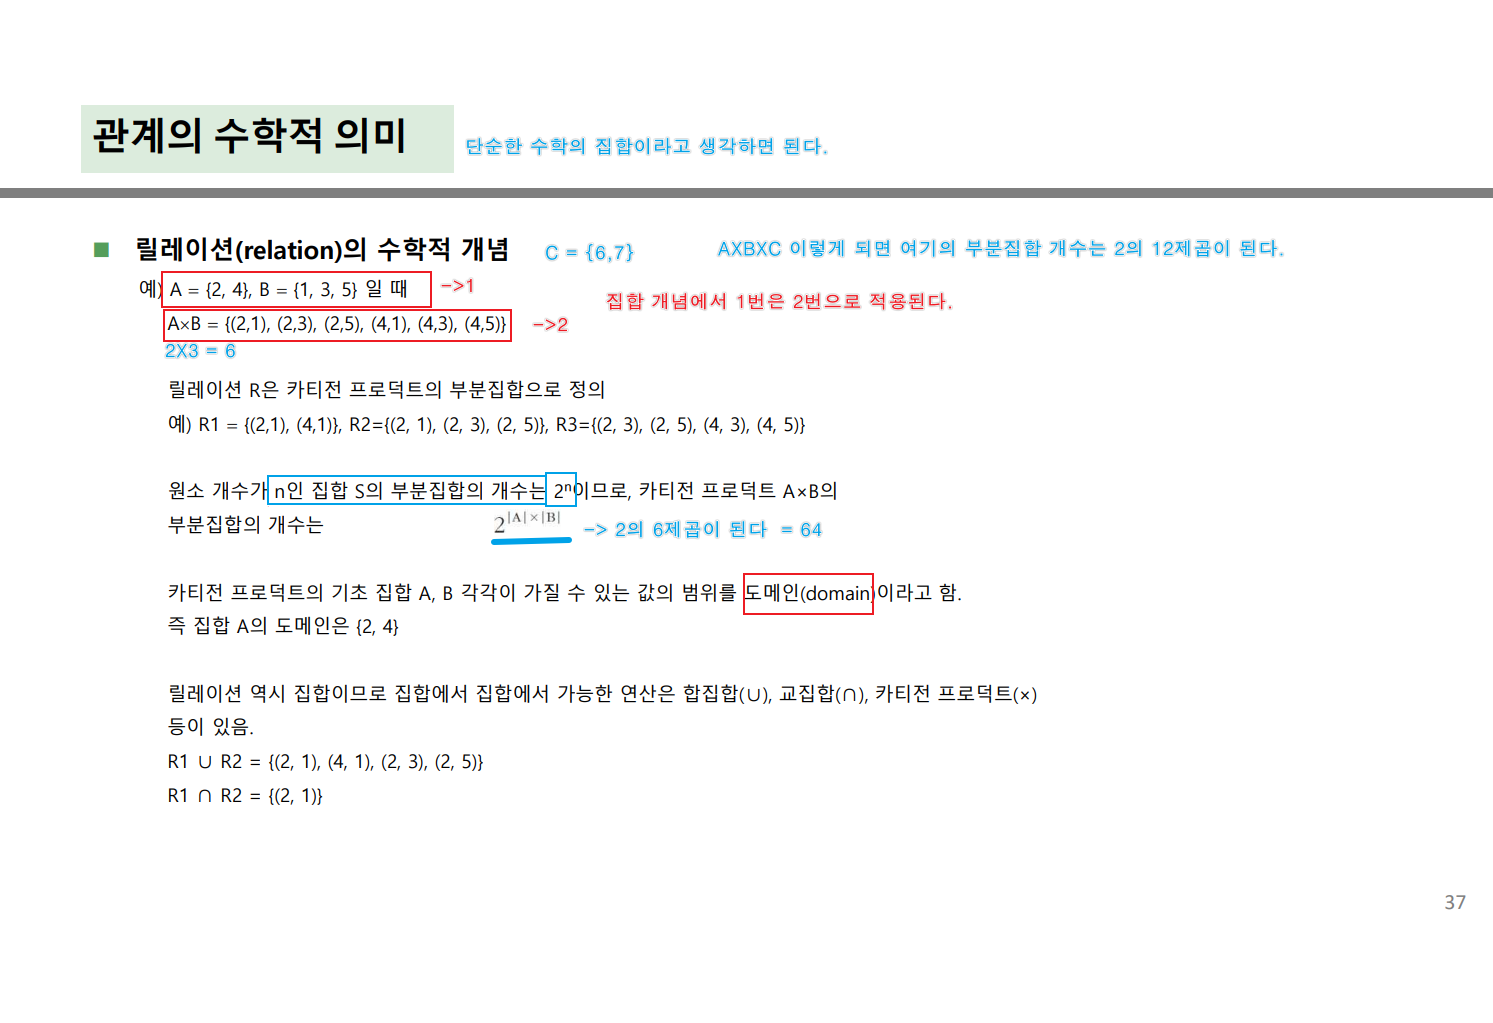 관계의 수학적 의미
단순한 수학의 집합이라고 생각하면 된다.
■ 릴레이션(relation)의 수학적 개념
C = {6,7}
AXBXC 이렇게 되면 여기의 부분집합 개수는 2의 12제곱이 된다.
예) A = {2, 4}, B = {1, 3, 5} 일 때
->1
집합 개념에서 1번은 2번으로 적용된다.
A×B = {(2,1), (2,3), (2,5), (4,1), (4,3), (4,5)}
->2
2X3 = 6
릴레이션 R은 카티전 프로덕트의 부분집합으로 정의
예) R1 = {(2,1), (4,1)}, R2={(2, 1), (2, 3), (2, 5)}, R3={(2, 3), (2, 5), (4, 3), (4, 5)}
원소 개수가 n인 집합 S의 부분집합의 개수는 2ⁿ이므로, 카티전 프로덕트 A×B의
부분집합의 개수는 2^|A|×|B|
-> 2의 6제곱이 된다 = 64
카티전 프로덕트의 기초 집합 A, B 각각이 가질 수 있는 값의 범위를 도메인(domain)이라고 함.
즉 집합 A의 도메인은 {2, 4}
릴레이션 역시 집합이므로 집합에서 집합에서 가능한 연산은 합집합(∪), 교집합(∩), 카티전 프로덕트(×)
등이 있음.
R1 ∪ R2 = {(2, 1), (4, 1), (2, 3), (2, 5)}
R1 ∩ R2 = {(2, 1)}
37